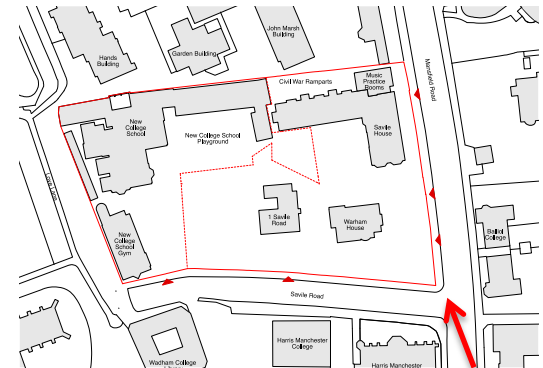 John Marsh
Building
Hands
Building
Garden Building
Civil War Ramparts
Music
Practice
Rooms
Mansfield Road
New
College
School
New College School
Playground
Savile
House
Love Lane
1 Savile
Road
Warham
House
New
College
School
Gym
Balliol
College
Savile Road
Wadham College
Harris Manchester
College
Harris Manchester